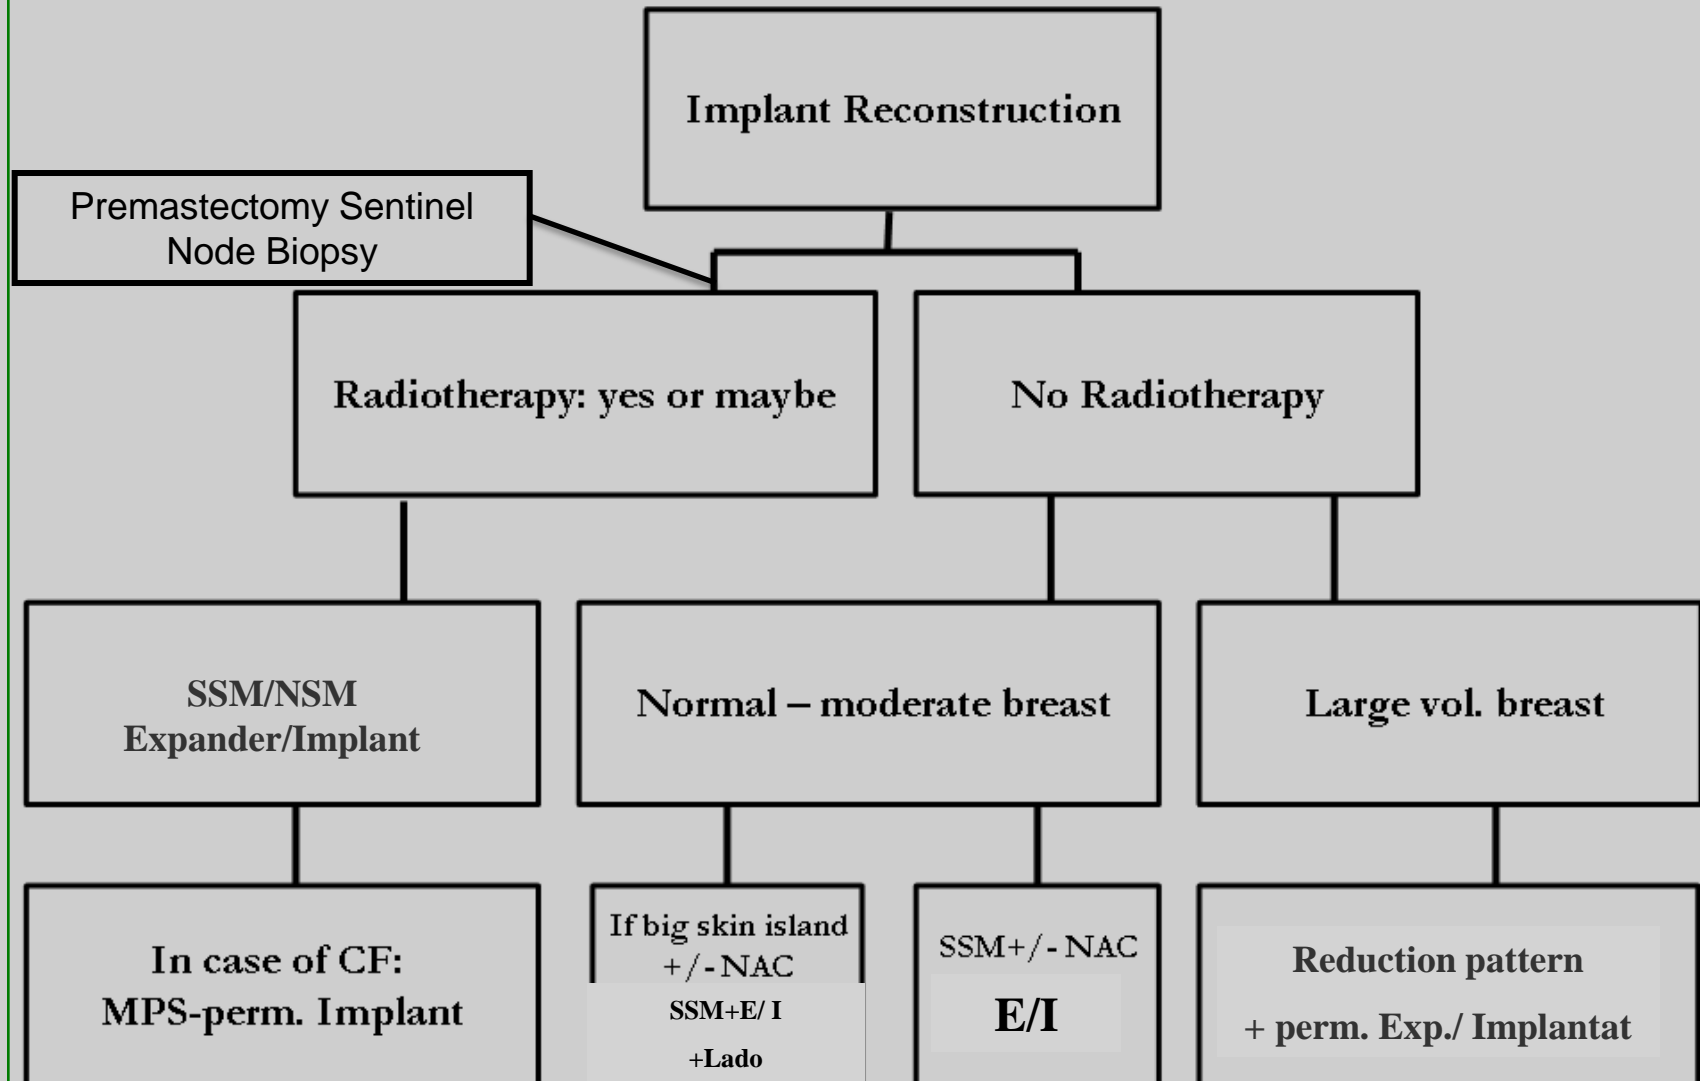 Implant Reconstruction
Premastectomy Sentinel
Node Biopsy
Radiotherapy: yes or maybe
No Radiotherapy
SSM/NSM
Expander/Implant
Normal – moderate breast
Large vol. breast
In case of CF:
MPS-perm. Implant
If big skin island
+/- NAC
SSM+E/ I
+Lado
SSM+/- NAC
E/I
Reduction pattern
+ perm. Exp./ Implantat